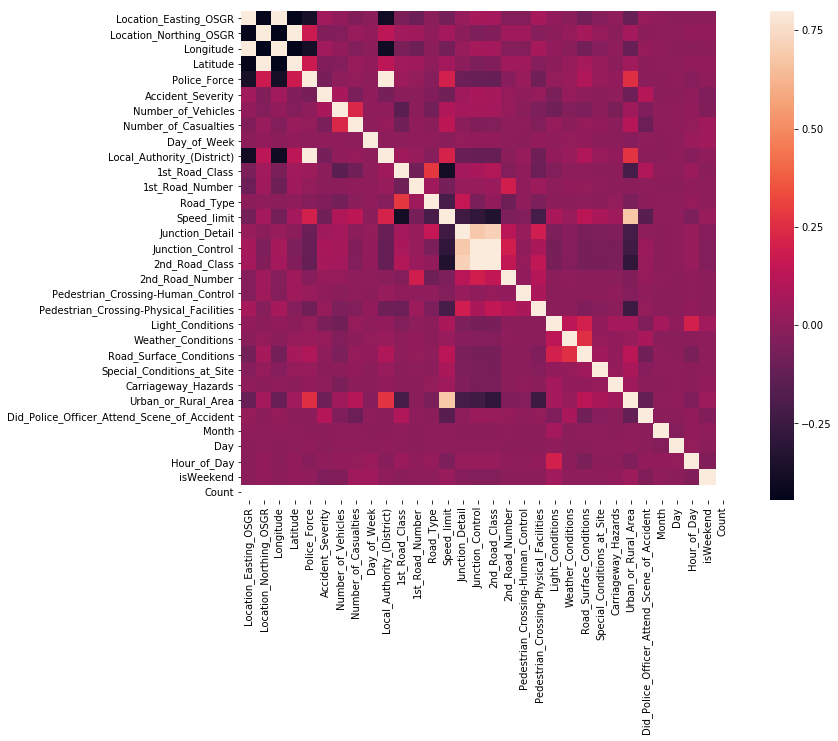 Location_Easting_OSGR
Location_Northing_OSGR
Longitude
Latitude
Police_Force
Accident_Severity
Number_of_Vehicles
Number_of_Casualties
Day_of_Week
Local_Authority_(District)
1st_Road_Class
1st_Road_Number
Road_Type
Speed_limit
Junction_Detail
Junction_Control
2nd_Road_Class
2nd_Road_Number
Pedestrian_Crossing-Human_Control
Pedestrian_Crossing-Physical_Facilities
Light_Conditions
Weather_Conditions
Road_Surface_Conditions
Special_Conditions_at_Site
Carriageway_Hazards
Urban_or_Rural_Area
Did_Police_Officer_Attend_Scene_of_Accident
Month
Day
Hour_of_Day
isWeekend
Count
Location_Easting_OSGR
Location_Northing_OSGR
Longitude
Latitude
Police_Force
Accident_Severity
Number_of_Vehicles
Number_of_Casualties
Day_of_Week
Local_Authority_(District)
1st_Road_Class
1st_Road_Number
Road_Type
Speed_limit
Junction_Detail
Junction_Control
2nd_Road_Class
2nd_Road_Number
Pedestrian_Crossing-Human_Control
Pedestrian_Crossing-Physical_Facilities
Light_Conditions
Weather_Conditions
Road_Surface_Conditions
Special_Conditions_at_Site
Carriageway_Hazards
Urban_or_Rural_Area
Did_Police_Officer_Attend_Scene_of_Accident
Month
Day
Hour_of_Day
isWeekend
Count
0.75
0.50
0.25
0.00
−0.25